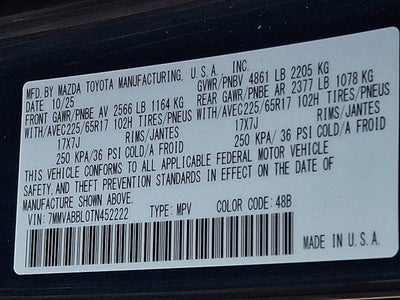 MFD. BY MAZDA TOYOTA MANUFACTURING, U.S.A., INC.
DATE 10/25 GVWR/PNBV 4861 LB 2205 KG
FRONT GAWR/PNBE AV 2566 LB 1164 KG REAR GAWR/PNBE AR 2377 LB 1078 KG
WITH/AVEC225/65R17 102H TIRES/PNEUS WITH/AVEC225/65R17 102H TIRES/PNEUS
17X7J RIMS/JANTES 17X7J RIMS/JANTES
250 KPA/36 PSI COLD/A FROID 250 KPA/36 PSI COLD/A FROID
THIS VEHICLE CONFORMS TO ALL APPLICABLE FEDERAL MOTOR VEHICLE
SAFETY, AND THEFT PREVENTION STANDARDS IN EFFECT ON THE DATE OF
MANUFACTURE SHOWN ABOVE.
VIN: 7MMVABBL0TN452222 TYPE: MPV COLOR CODE: 48B
MADE IN U.S.A.